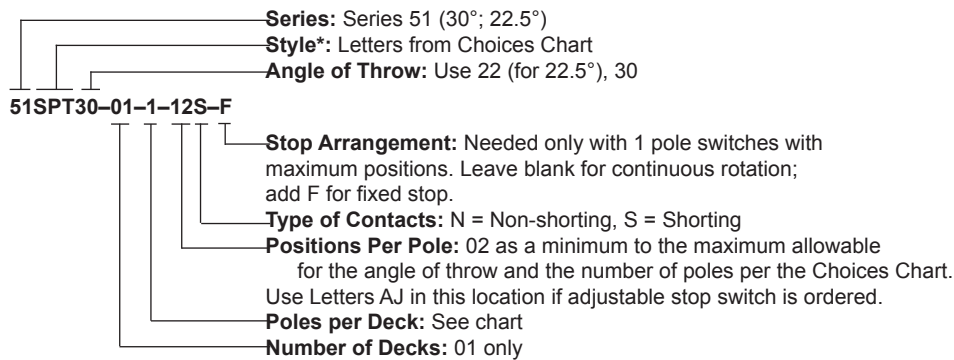 Series: Series 51 (30°; 22.5°)
Style*: Letters from Choices Chart
Angle of Throw: Use 22 (for 22.5°), 30
51SPT30–01–1–12S–F
Stop Arrangement: Needed only with 1 pole switches with
maximum positions. Leave blank for continuous rotation;
add F for fixed stop.
Type of Contacts: N = Non-shorting, S = Shorting
Positions Per Pole: 02 as a minimum to the maximum allowable
for the angle of throw and the number of poles per the Choices Chart.
Use Letters AJ in this location if adjustable stop switch is ordered.
Poles per Deck: See chart
Number of Decks: 01 only